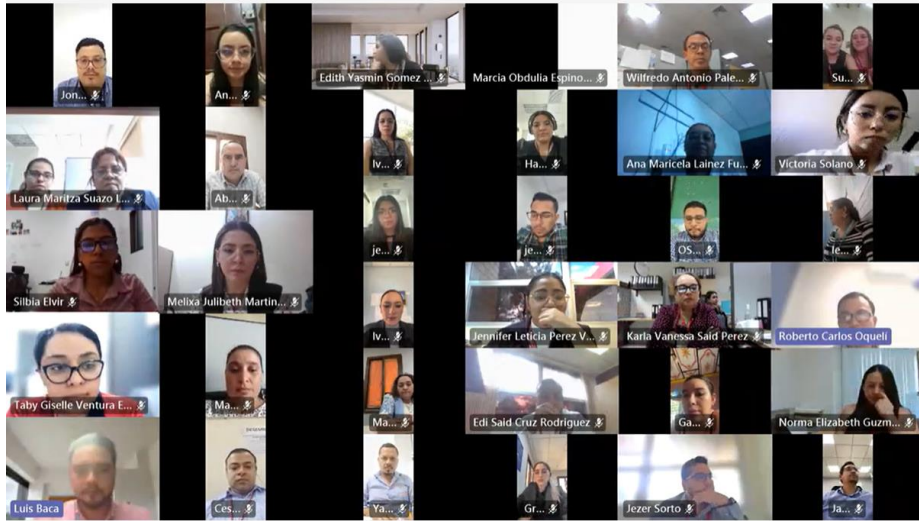 Jon...
An...
Edith Yasmin Gomez ...
Marcia Obdulia Espino...
Wilfredo Antonio Pale...
Su...
Laura Maritza Suazo L...
Ab...
Iv...
Ha...
Ana Maricela Lainez Fu...
Victoria Solano
Silbia Elvir
Melixa Julibeth Martin...
je...
je...
OS...
le...
Iv...
Jennifer Leticia Perez V...
Karla Vanessa Said Perez
Roberto Carlos Oquelí
Taby Giselle Ventura E...
Ma...
Ma...
Edi Said Cruz Rodriguez
Ga...
Norma Elizabeth Guzm...
Luis Baca
Ces...
Ya...
Gr...
Jezer Sorto
Ja...